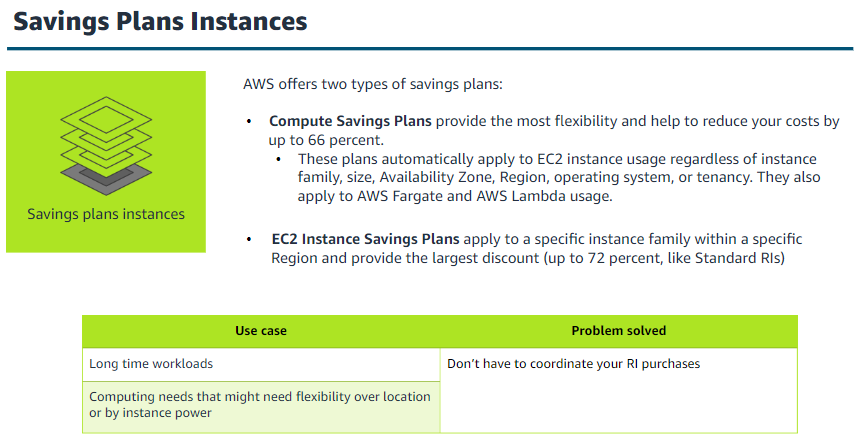 Savings Plans Instances
Savings plans instances
AWS offers two types of savings plans:
• Compute Savings Plans provide the most flexibility and help to reduce your costs by
up to 66 percent.
• These plans automatically apply to EC2 instance usage regardless of instance
family, size, Availability Zone, Region, operating system, or tenancy. They also
apply to AWS Fargate and AWS Lambda usage.
• EC2 Instance Savings Plans apply to a specific instance family within a specific
Region and provide the largest discount (up to 72 percent, like Standard RIs)
Use case
Problem solved
Long time workloads
Don’t have to coordinate your RI purchases
Computing needs that might need flexibility over location
or by instance power